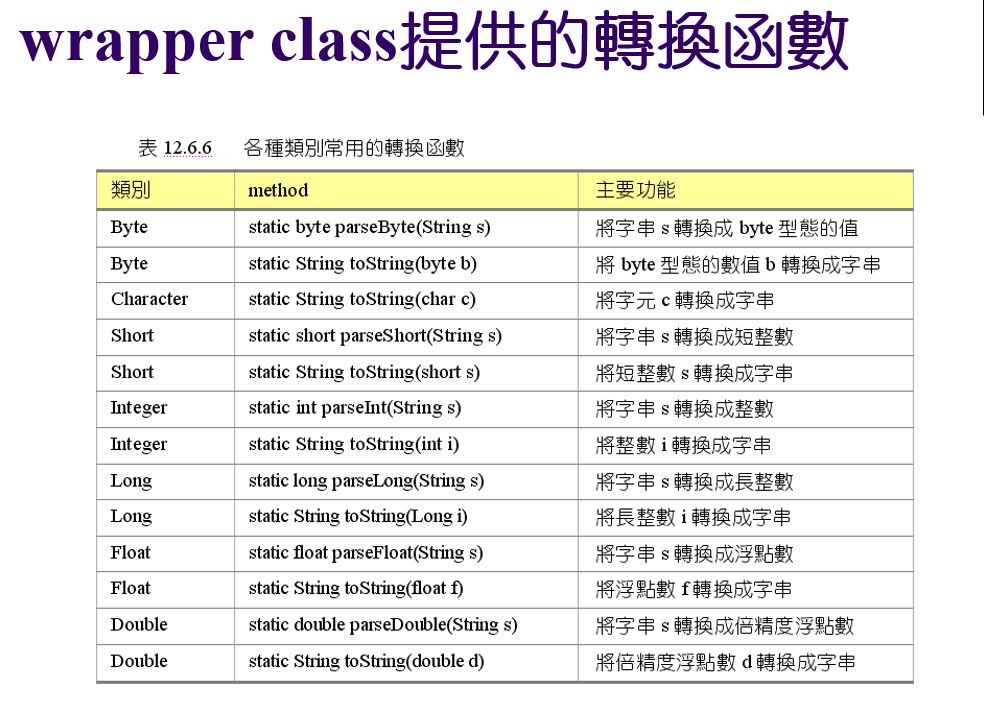 wrapper class提供的轉換函數
表 12.6.6 各種類別常用的轉換函數
類別 method 主要功能
Byte static byte parseByte(String s) 將字串 s 轉換成 byte 型態的值
Byte static String toString(byte b) 將 byte 型態的數值 b 轉換成字串
Character static String toString(char c) 將字元 c 轉換成字串
Short static short parseShort(String s) 將字串 s 轉換成短整數
Short static String toString(short s) 將短整數 s 轉換成字串
Integer static int parseInt(String s) 將字串 s 轉換成整數
Integer static String toString(int i) 將整數 i 轉換成字串
Long static long parseLong(String s) 將字串 s 轉換成長整數
Long static String toString(Long i) 將長整數 i 轉換成字串
Float static float parseFloat(String s) 將字串 s 轉換成浮點數
Float static String toString(float f) 將浮點數 f 轉換成字串
Double static double parseDouble(String s) 將字串 s 轉換成倍精度浮點數
Double static String toString(double d) 將倍精度浮點數 d 轉換成字串